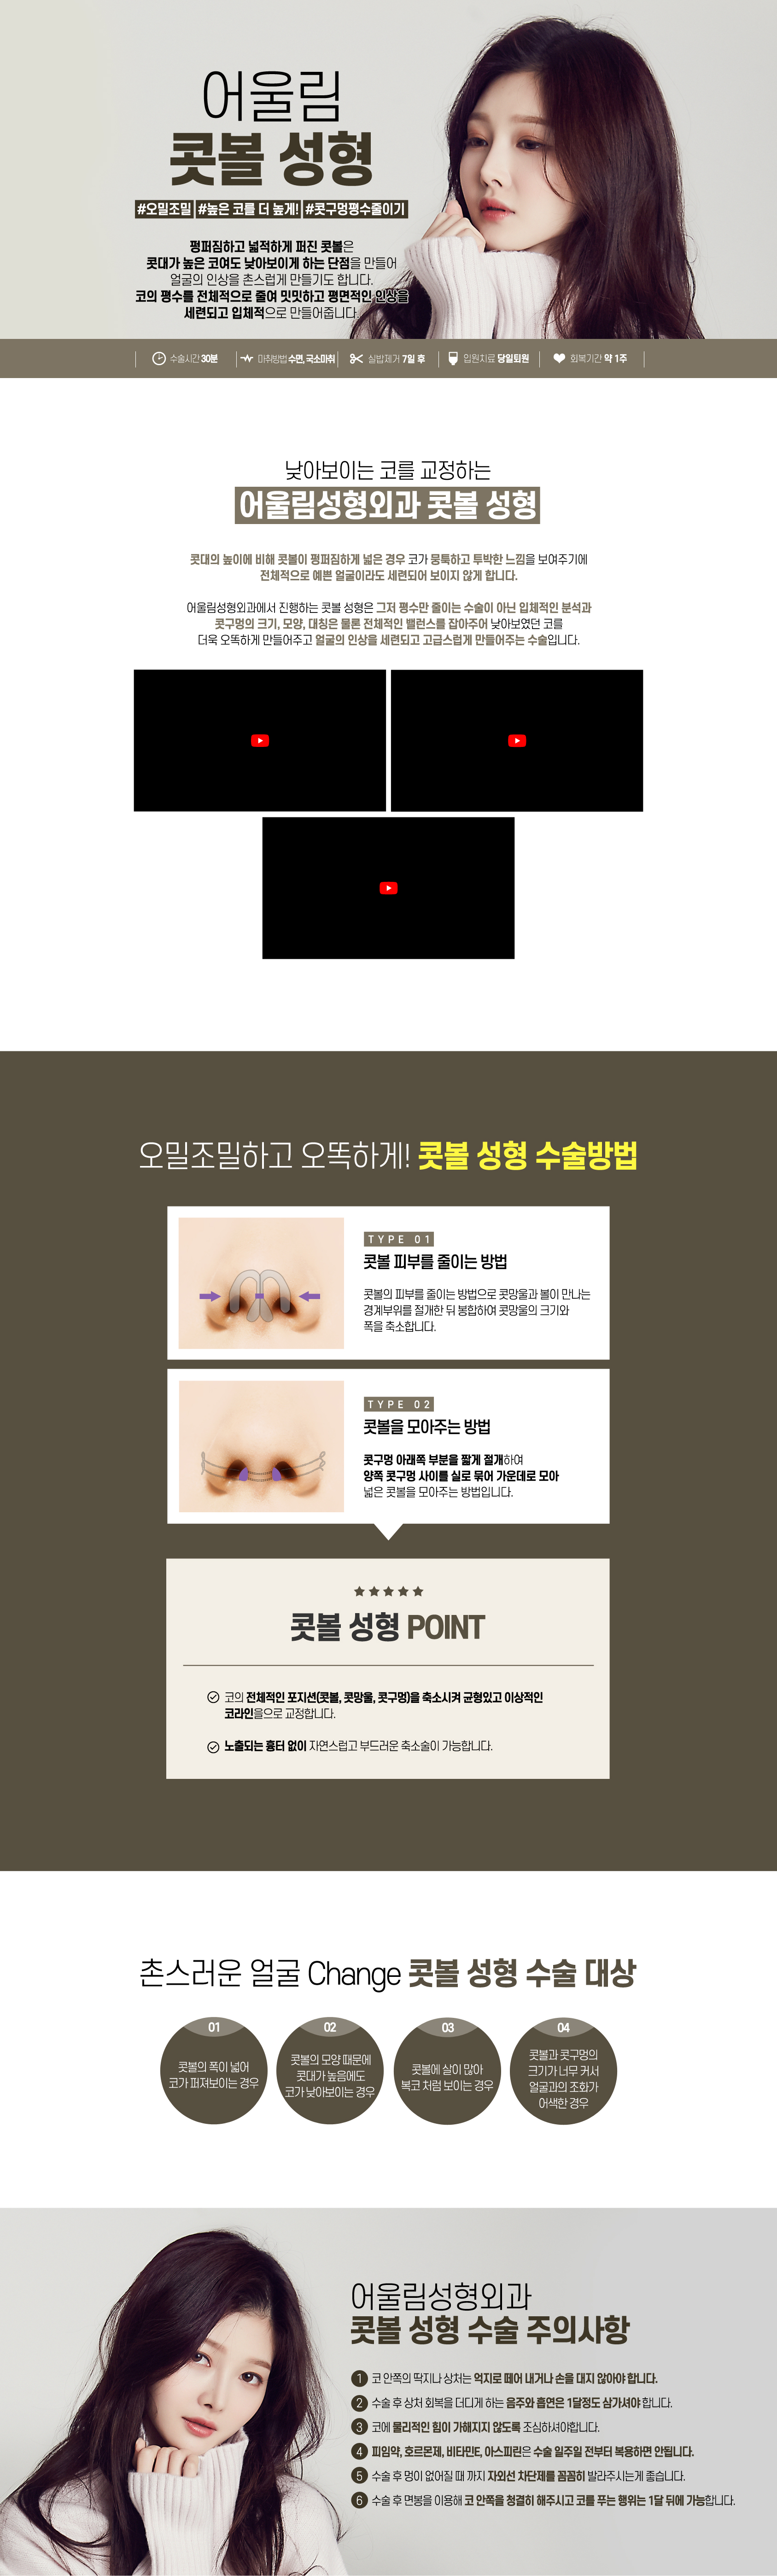 어울림
콧볼 성형
#오밀조밀 #높은 코를 더 높게! #콧구멍평수줄이기
펑퍼짐하고 넓적하게 퍼진 콧볼은
콧대가 높은 코여도 낮아보이게 하는 단점을 만들어
얼굴의 인상을 촌스럽게 만들기도 합니다.
코의 평수를 전체적으로 줄여 밋밋하고 평면적인 인상을
세련되고 입체적으로 만들어줍니다.
수술시간 30분
마취방법 수면, 국소마취
실밥제거 7일 후
입원치료 당일퇴원
회복기간 약 1주
낮아보이는 코를 교정하는
어울림성형외과 콧볼 성형
콧대의 높이에 비해 콧볼이 펑퍼짐하게 넓은 경우 코가 뭉툭하고 투박한 느낌을 보여주기에
전체적으로 예쁜 얼굴이라도 세련되어 보이지 않게 합니다.
어울림성형외과에서 진행하는 콧볼 성형은 그저 평수만 줄이는 수술이 아닌 입체적인 분석과
콧구멍의 크기, 모양, 대칭은 물론 전체적인 밸런스를 잡아주어 낮아보였던 코를
더욱 오똑하게 만들어주고 얼굴의 인상을 세련되고 고급스럽게 만들어주는 수술입니다.
오밀조밀하고 오똑하게! 콧볼 성형 수술방법
TYPE 01
콧볼 피부를 줄이는 방법
콧볼의 피부를 줄이는 방법으로 콧망울과 볼이 만나는
경계부위를 절개한 뒤 봉합하여 콧망울의 크기와
폭을 축소합니다.
TYPE 02
콧볼을 모아주는 방법
콧구멍 아래쪽 부분을 짧게 절개하여
양쪽 콧구멍 사이를 실로 묶어 가운데로 모아
넓은 콧볼을 모아주는 방법입니다.
콧볼 성형 POINT
코의 전체적인 포지션(콧볼, 콧망울, 콧구멍)을 축소시켜 균형있고 이상적인
코라인을으로 교정합니다.
노출되는 흉터 없이 자연스럽고 부드러운 축소술이 가능합니다.
촌스러운 얼굴 Change 콧볼 성형 수술 대상
01
콧볼의 폭이 넓어
코가 퍼져보이는 경우
02
콧볼의 모양 때문에
콧대가 높음에도
코가 낮아보이는 경우
03
콧볼에 살이 많아
복코 처럼 보이는 경우
04
콧볼과 콧구멍의
크기가 너무 커서
얼굴과의 조화가
어색한 경우
어울림성형외과
콧볼 성형 수술 주의사항
1 코 안쪽의 딱지나 상처는 억지로 떼어 내거나 손을 대지 않아야 합니다.
2 수술 후 상처 회복을 더디게 하는 음주와 흡연은 1달정도 삼가셔야 합니다.
3 코에 물리적인 힘이 가해지지 않도록 조심하셔야합니다.
4 피임약, 호르몬제, 비타민E, 아스피린은 수술 일주일 전부터 복용하면 안됩니다.
5 수술 후 멍이 없어질 때 까지 자외선 차단제를 꼼꼼히 발라주시는게 좋습니다.
6 수술 후 면봉을 이용해 코 안쪽을 청결히 해주시고 코를 푸는 행위는 1달 뒤에 가능합니다.